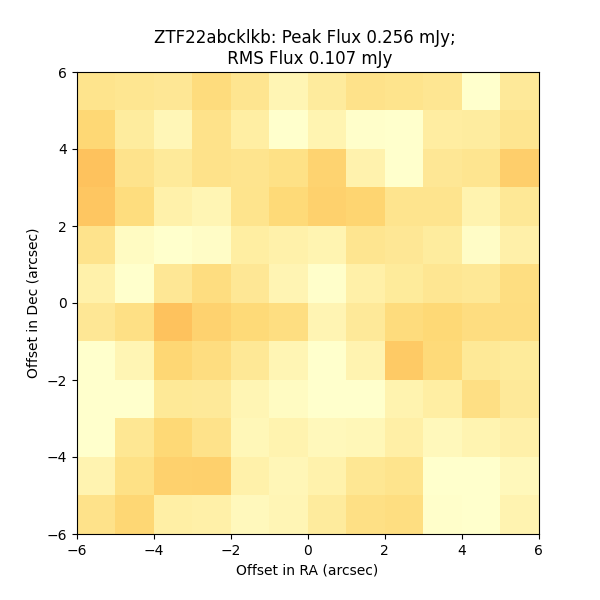 ZTF22abcklkb: Peak Flux 0.256 mJy;
RMS Flux 0.107 mJy
6
4
2
0
−2
−4
−6
Offset in Dec (arcsec)
−6 −4 −2 0 2 4 6
Offset in RA (arcsec)